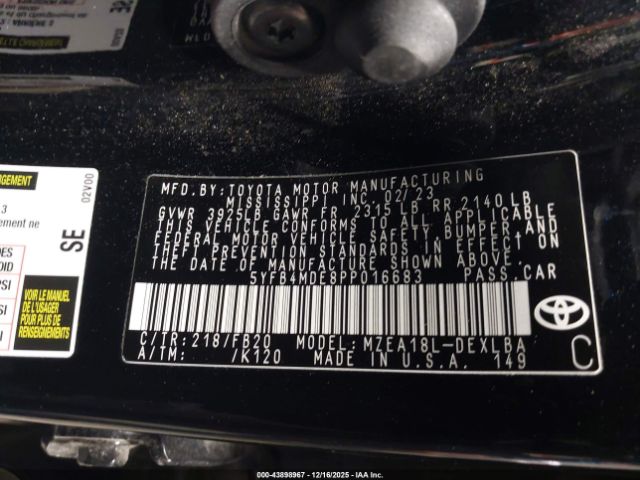 MFD. BY: TOYOTA MOTOR MANUFACTURING
MISSISSIPPI INC. 02/23
GVWR 3925LB GAWR FR 2315 LB RR 2140 LB
THIS VEHICLE CONFORMS TO ALL APPLICABLE
FEDERAL MOTOR VEHICLE SAFETY, BUMPER, AND
THEFT PREVENTION STANDARDS IN EFFECT ON
THE DATE OF MANUFACTURE SHOWN ABOVE.
5YFB4MDE8PP016683 PASS. CAR
C/TR: 218/FB20 MODEL: MZEA18L-DEXLBA
A/TM: /K120 MADE IN U.S.A. 149
C
02V00
SE
VOIR LE MANUEL
DE L'USAGER
POUR PLUS DE
RENSEIGNEMENTS
000-43898967 - 12/16/2025 - IAA Inc.